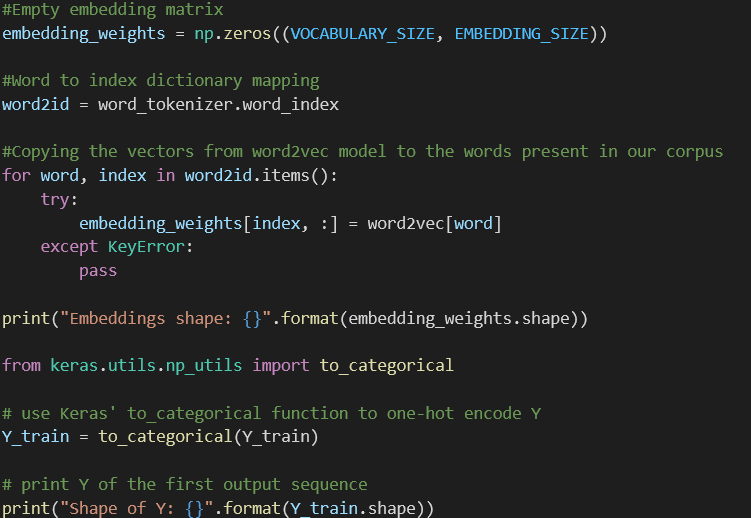 #Empty embedding matrix
embedding_weights = np.zeros((VOCABULARY_SIZE, EMBEDDING_SIZE))
#Word to index dictionary mapping
word2id = word_tokenizer.word_index
#Copying the vectors from word2vec model to the words present in our corpus
for word, index in word2id.items():
    try:
        embedding_weights[index, :] = word2vec[word]
    except KeyError:
        pass
print("Embeddings shape: {}".format(embedding_weights.shape))
from keras.utils.np_utils import to_categorical
# use Keras' to_categorical function to one-hot encode Y
Y_train = to_categorical(Y_train)
# print Y of the first output sequence
print("Shape of Y: {}".format(Y_train.shape))